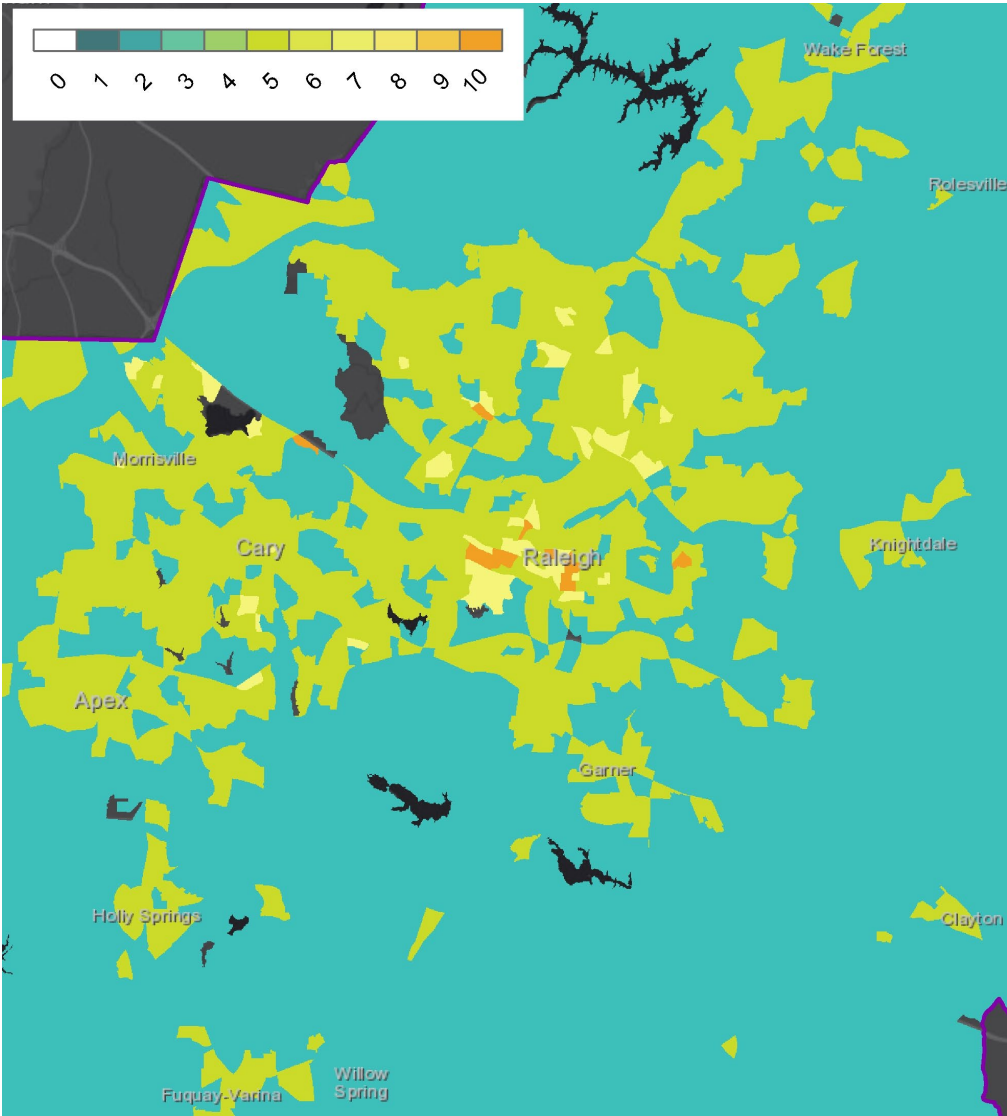 0 1 2 3 4 5 6 7 8 9 10
Wake Forest
Rolesville
Morrisville
Cary
Raleigh
Knightdale
Apex
Garner
Holly Springs
Clayton
Willow
Spring
Fuquay-Varina